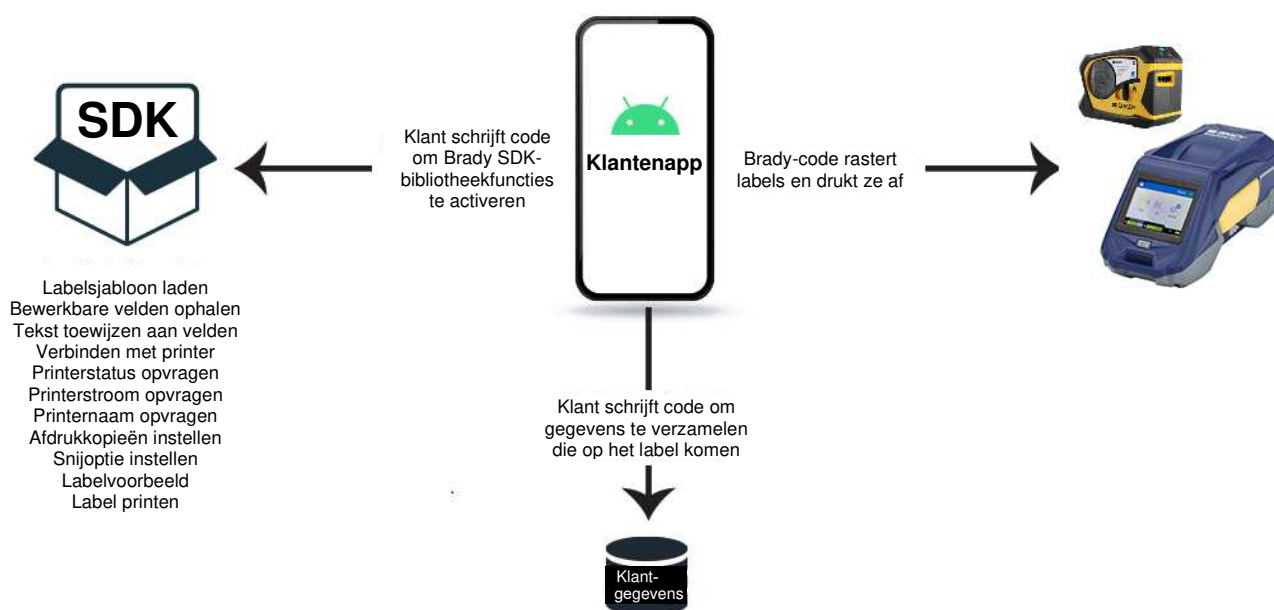 SDK
Klant schrijft code
om Brady SDK-
bibliotheekfuncties
te activeren
Klantenapp
Brady-code rastert
labels en drukt ze af
Labelsjabloon laden
Bewerkbare velden ophalen
Tekst toewijzen aan velden
Verbinden met printer
Printerstatus opvragen
Printerstroom opvragen
Printernaam opvragen
Afdrukkopieën instellen
Snijoptie instellen
Labelvoorbeeld
Label printen
Klant schrijft code om
gegevens te verzamelen
die op het label komen
Klant-
gegevens